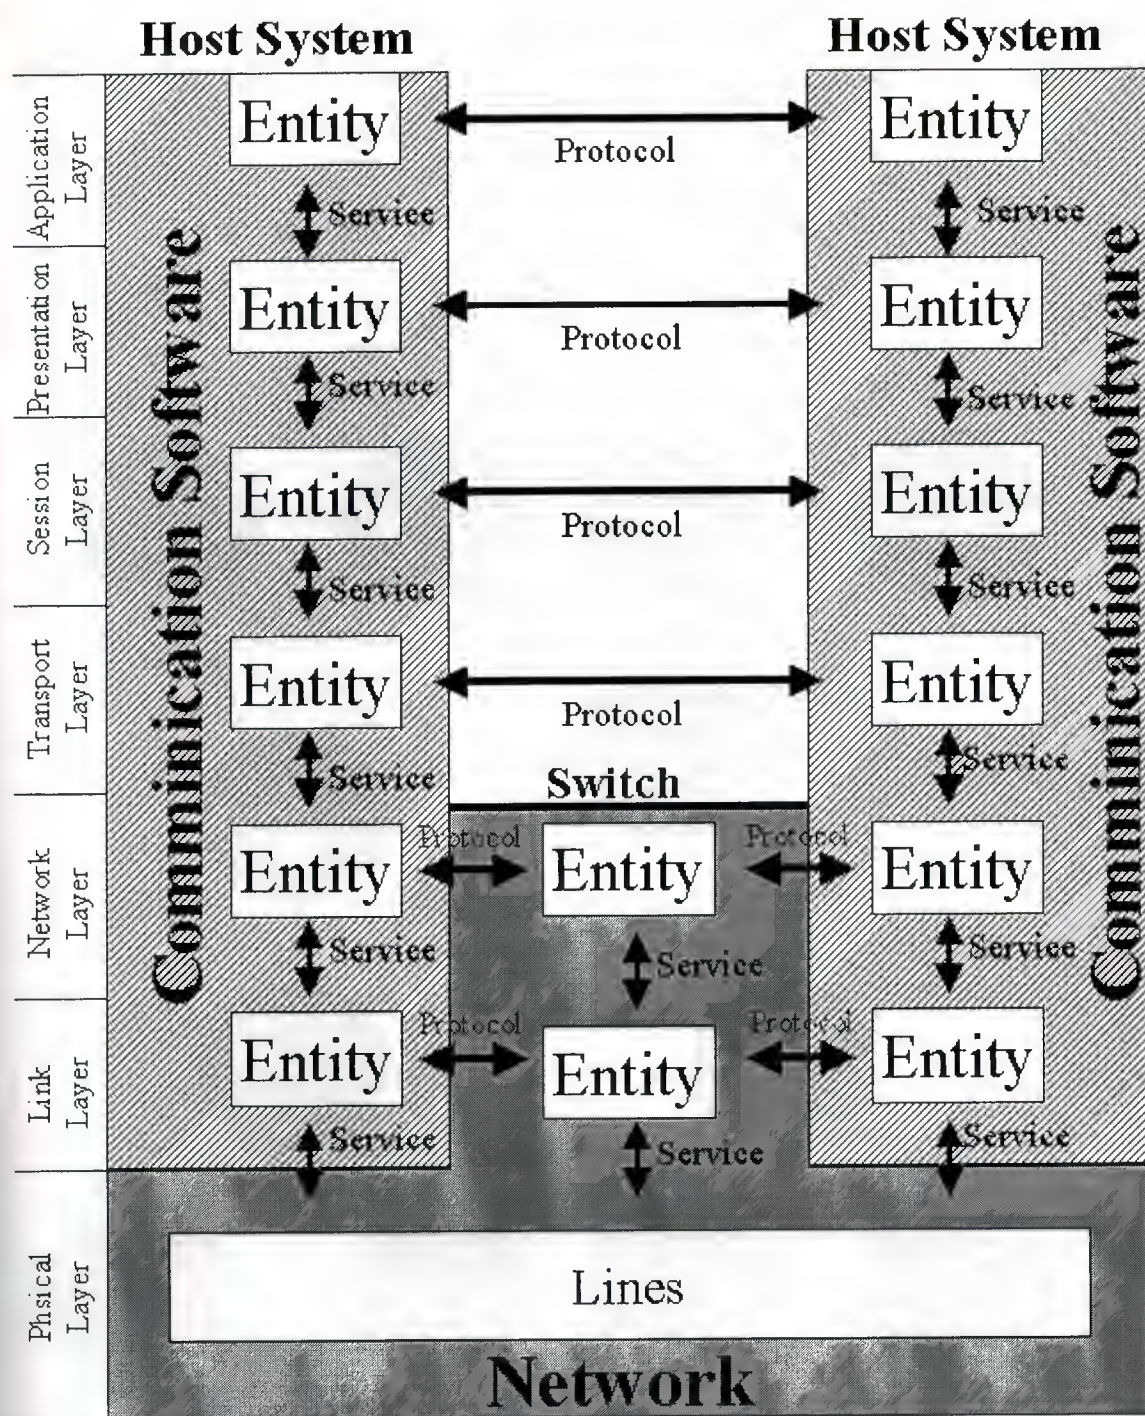 Host System
Host System
Application
Layer
Entity
Protocol
Entity
Service
Service
Presentation
Layer
Entity
Protocol
Entity
Service
Service
Comminication Software
Comminication Software
Session
Layer
Entity
Protocol
Entity
Service
Service
Transport
Layer
Entity
Protocol
Entity
Service
Service
Switch
Network
Layer
Entity
Protocol
Entity
Protocol
Entity
Service
Service
Service
Link
Layer
Entity
Protocol
Entity
Protocol
Entity
Service
Service
Service
Phsical
Layer
Lines
Network